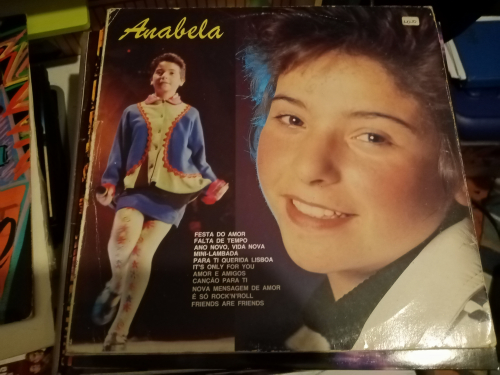 Anabela
FESTA DO AMOR
FALTA DE TEMPO
ANO NOVO, VIDA NOVA
MINI-LAMBADA
PARA TI QUERIDA LISBOA
IT'S ONLY FOR YOU
AMOR E AMIGOS
CANÇÃO PARA TI
NOVA MENSAGEM DE AMOR
É SÓ ROCK'N'ROLL
FRIENDS ARE FRIENDS